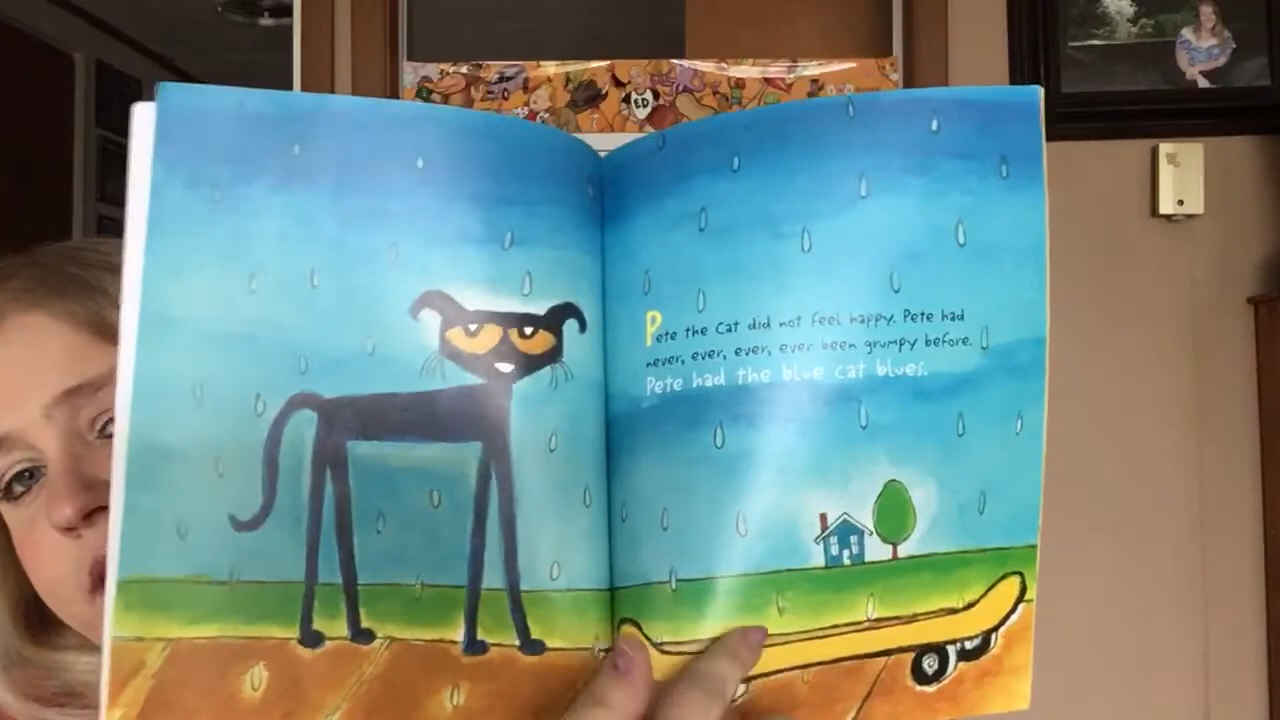 ED
Pete the Cat did not feel happy. Pete had
never, ever, ever, ever been grumpy before.
Pete had the blue cat blues.